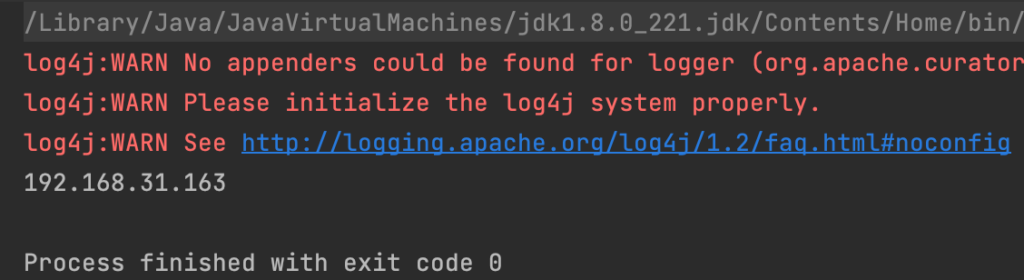 /Library/Java/JavaVirtualMachines/jdk1.8.0_221.jdk/Contents/Home/bin/
log4j:WARN No appenders could be found for logger (org.apache.curator
log4j:WARN Please initialize the log4j system properly.
log4j:WARN See http://logging.apache.org/log4j/1.2/faq.html#noconfig
192.168.31.163
Process finished with exit code 0